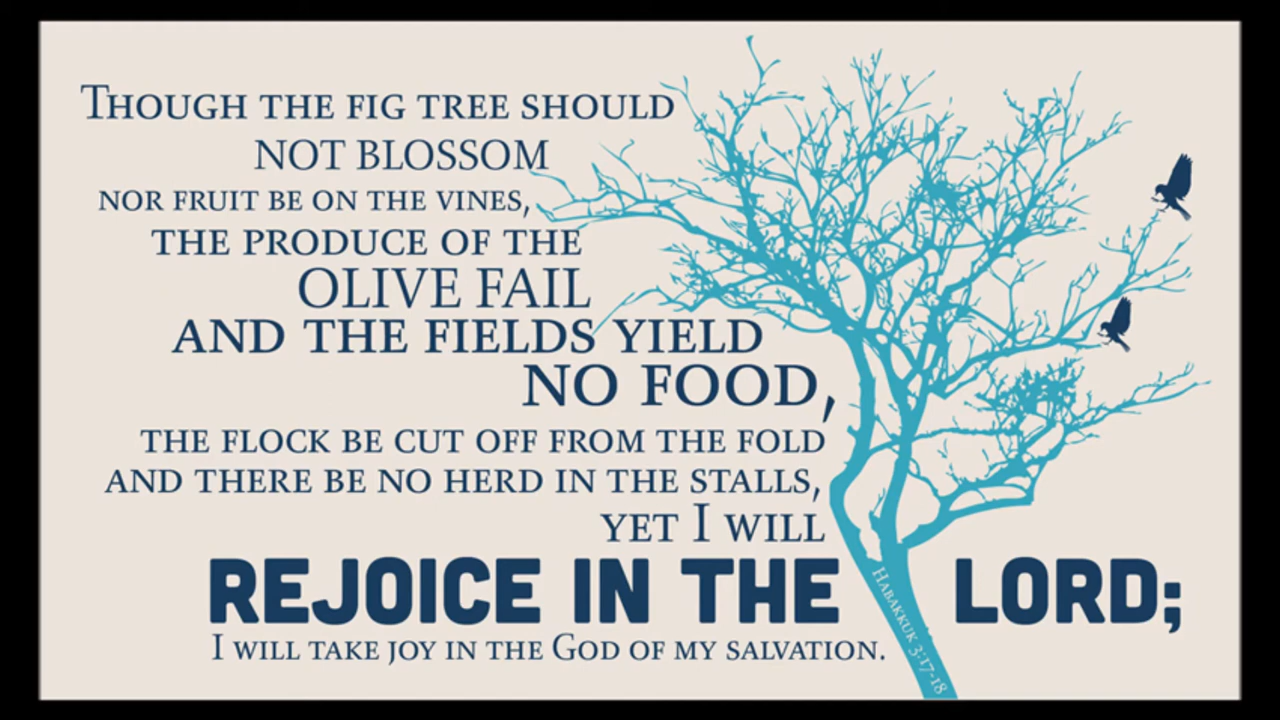 THOUGH THE FIG TREE SHOULD
NOT BLOSSOM
NOR FRUIT BE ON THE VINES,
THE PRODUCE OF THE
OLIVE FAIL
AND THE FIELDS YIELD
NO FOOD,
THE FLOCK BE CUT OFF FROM THE FOLD
AND THERE BE NO HERD IN THE STALLS,
YET I WILL
REJOICE IN THE LORD;
I WILL TAKE JOY IN THE GOD OF MY SALVATION.
HABAKKUK 3:17-18